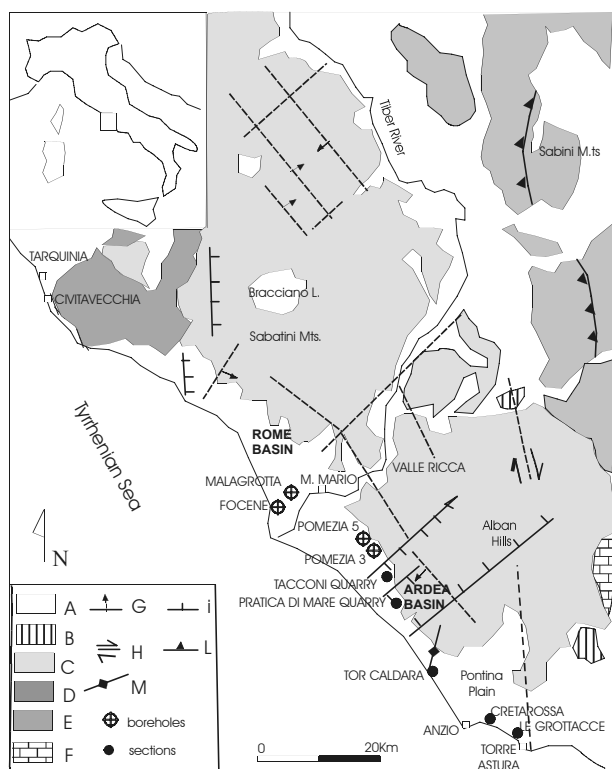 Tiber River
Sabini M.ts
TARQUINIA
CIVITAVECCHIA
Bracciano L.
Sabatini Mts.
Tyrrhenian Sea
ROME
BASIN
VALLE RICCA
MALAGROTTA
M. MARIO
FOCENE
POMEZIA 5
Alban
Hills
N
POMEZIA 3
TACCONI QUARRY
ARDEA
BASIN
PRATICA DI MARE QUARRY
TOR CALDARA
Pontina
Plain
CRETAROSSA
ANZIO
LE GROTTACCE
TORRE
ASTURA
A
G
i
B
H
L
C
D
M
E
boreholes
F
sections
0 20Km